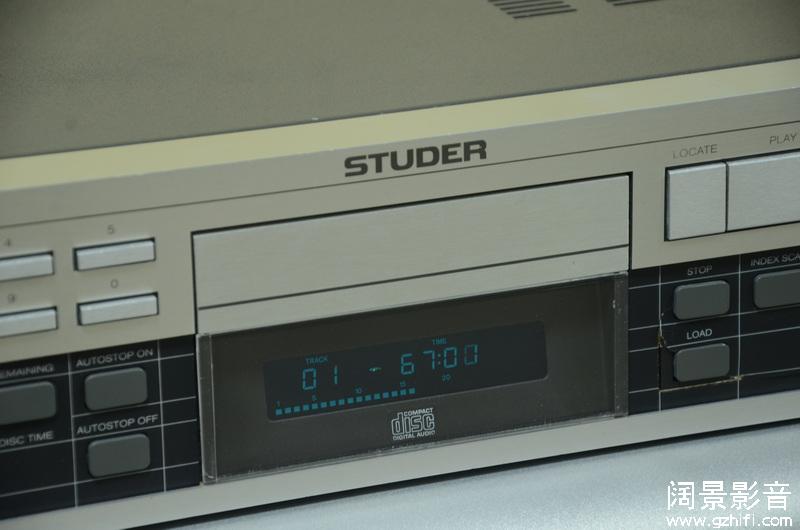 STUDER
LOCATE
PLAY
4
5
9
0
STOP
INDEX SCA
LOAD
REMAINING
AUTOSTOP ON
DISC TIME
AUTOSTOP OFF
TRACK
TIME
01 - 67:00
1 5 10 15 20
COMPACT
disc
DIGITAL AUDIO
阔景影音
www.gzhifi.com